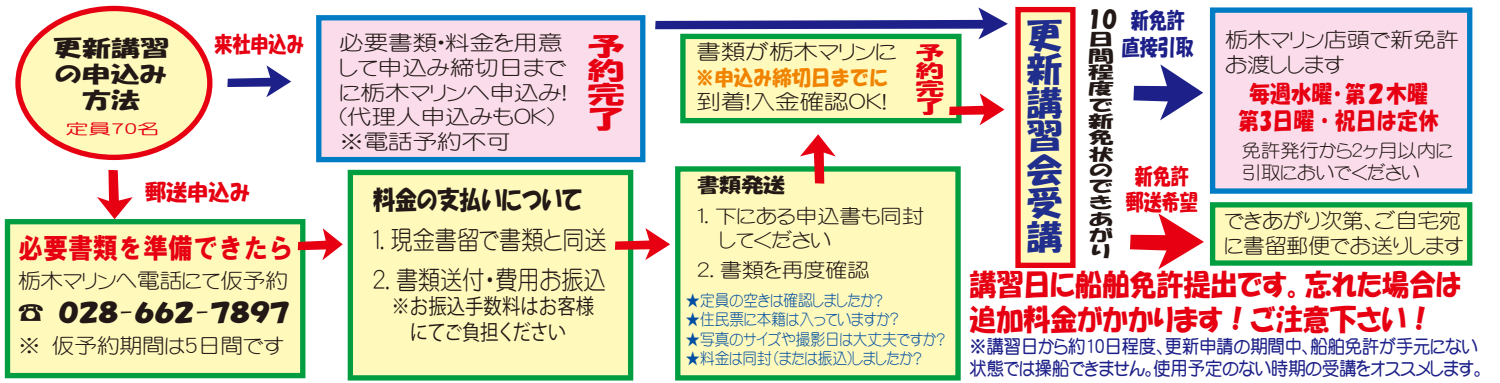 更新講習
の申込み
方法
定員70名
来社申込み
必要書類・料金を用意
して申込み締切日まで
に栃木マリンへ申込み!
(代理人申込みもOK)
※電話予約不可
予約完了
郵送申込み
必要書類を準備できたら
栃木マリンへ電話にて仮予約
☎ 028-662-7897
※ 仮予約期間は5日間です
料金の支払いについて
1. 現金書留で書類と同送
2. 書類送付・費用お振込
※お振込手数料はお客様
にてご負担ください
書類発送
1. 下にある申込書も同封
してください
2. 書類を再度確認
★定員の空きは確認しましたか?
★住民票に本籍は入っていますか?
★写真のサイズや撮影日は大丈夫ですか?
★料金は同封(または振込)しましたか?
書類が栃木マリンに
※申込み締切日までに
到着!入金確認OK!
予約完了
更新講習会受講
10日間程度で新免状のできあがり
新免許
直接引取
栃木マリン店頭で新免許
お渡しします
毎週水曜・第2木曜
第3日曜・祝日は定休
免許発行から2ヶ月以内に
引取においでください
新免許
郵送希望
できあがり次第、ご自宅宛
に書留郵便でお送りします
講習日に船舶免許提出です。忘れた場合は
追加料金がかかります!ご注意下さい!
※講習日から約10日程度、更新申請の期間中、船舶免許が手元にない
状態では操船できません。使用予定のない時期の受講をオススメします。